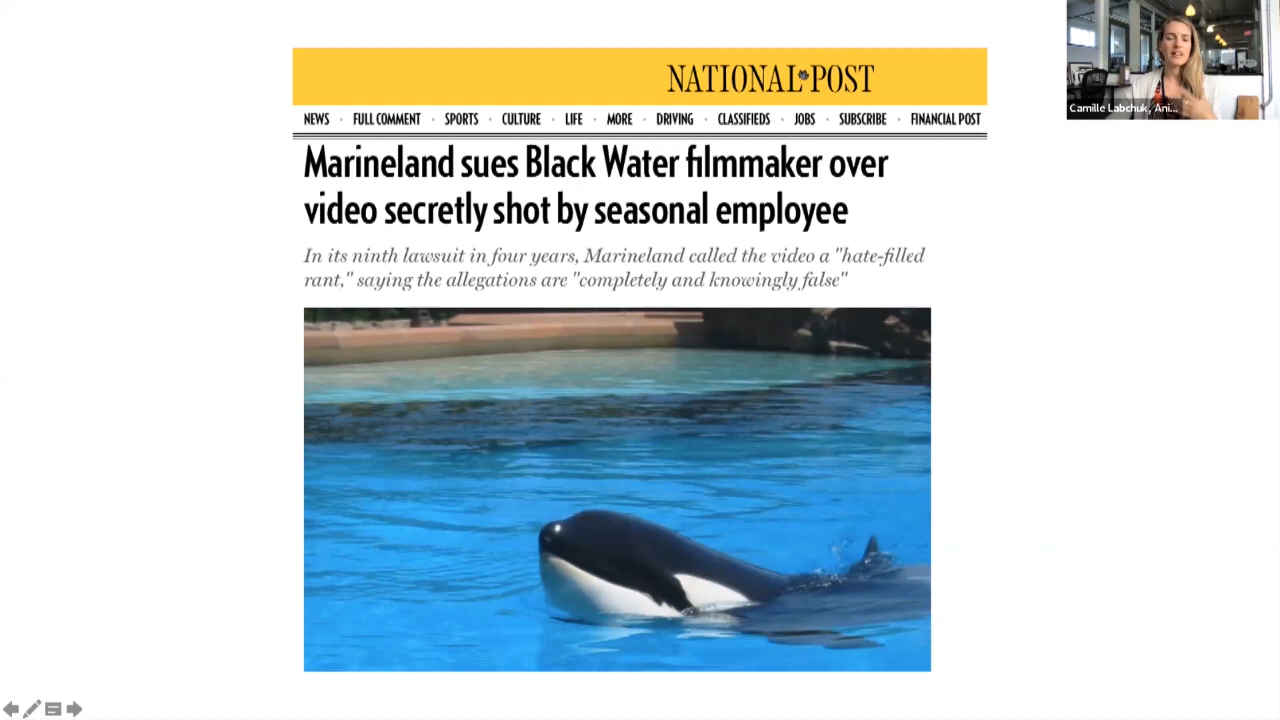 NATIONAL POST
NEWS • FULL COMMENT • SPORTS • CULTURE • LIFE • MORE • DRIVING • CLASSIFIEDS • JOBS • SUBSCRIBE • FINANCIAL POST
Marineland sues Black Water filmmaker over
video secretly shot by seasonal employee
In its ninth lawsuit in four years, Marineland called the video a "hate-filled
rant," saying the allegations are "completely and knowingly false"
Camille Labchuk, Ani...